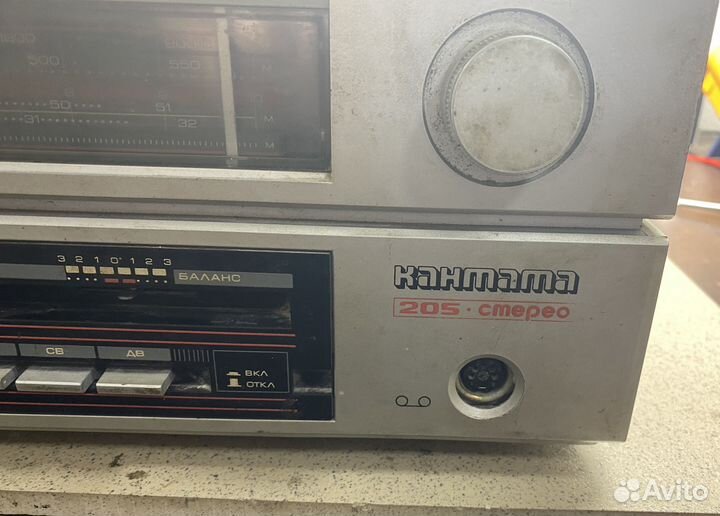 500 550 М
50 51
31 32 М
М
3 2 1 0 1 2 3
БАЛАНС
кантата
205 · стерео
СВ ДВ
ВКЛ
ОТКЛ
Avito